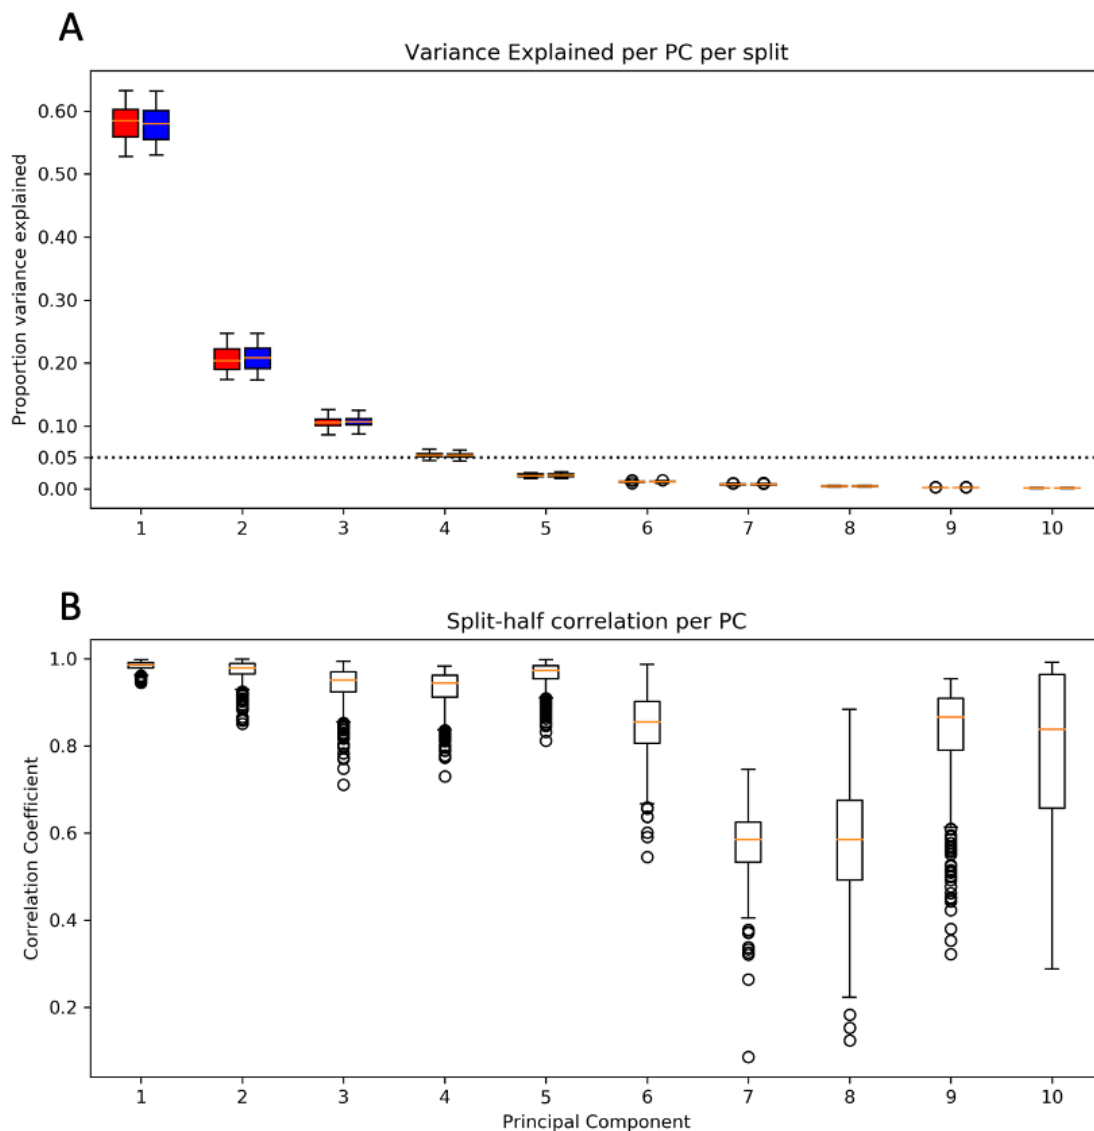 A
Variance Explained per PC per split
Proportion variance explained
0.60
0.50
0.40
0.30
0.20
0.10
0.05
0.00
1 2 3 4 5 6 7 8 9 10
B
Split-half correlation per PC
Correlation Coefficient
1.0
0.8
0.6
0.4
0.2
1 2 3 4 5 6 7 8 9 10
Principal Component